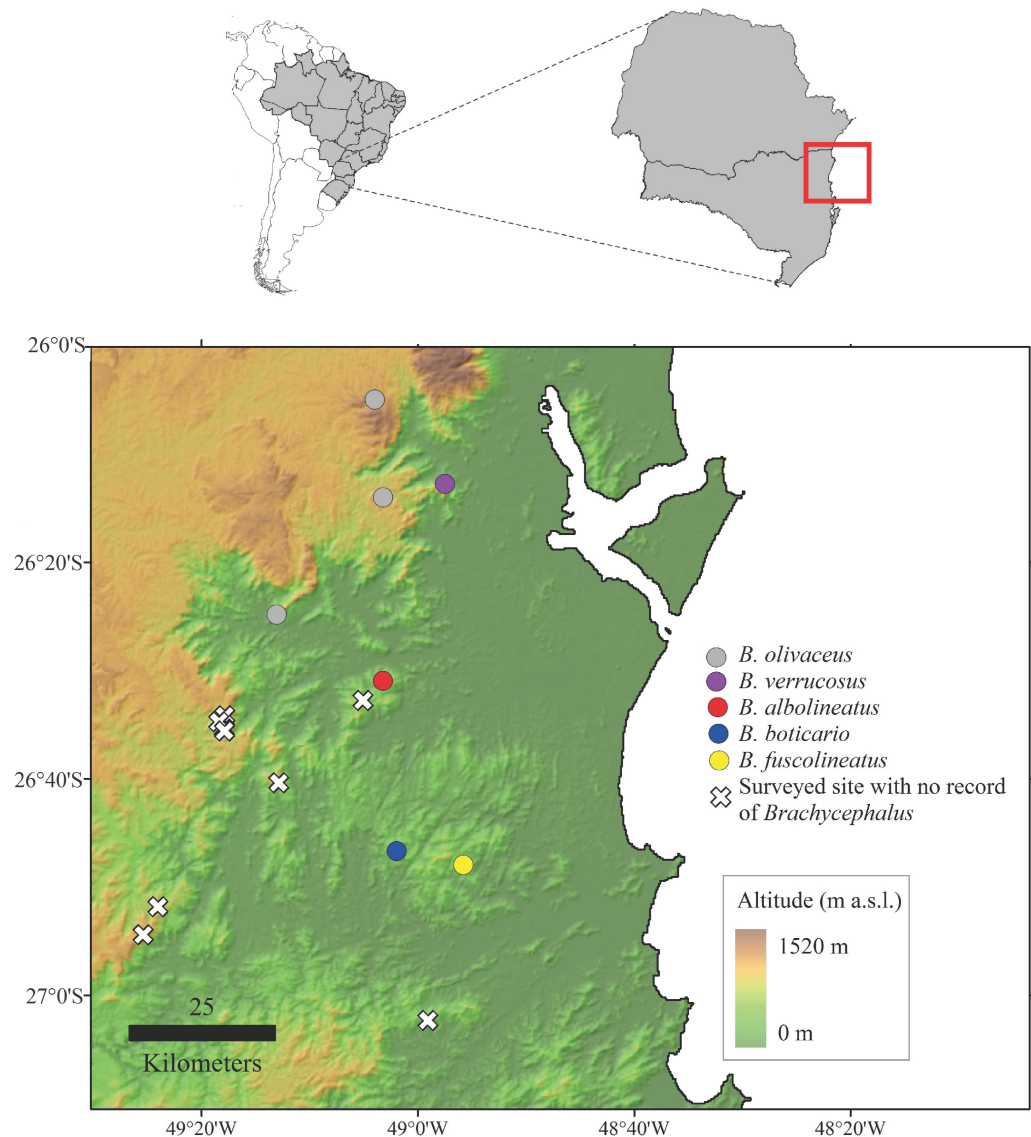 26°0'S
26°20'S
26°40'S
27°0'S
B. olivaceus
B. verrucosus
B. albolineatus
B. boticario
B. fuscolineatus
Surveyed site with no record
of Brachycephalus
Altitude (m a.s.l.)
1520 m
0 m
25
Kilometers
49°20'W
49°0'W
48°40'W
48°20'W